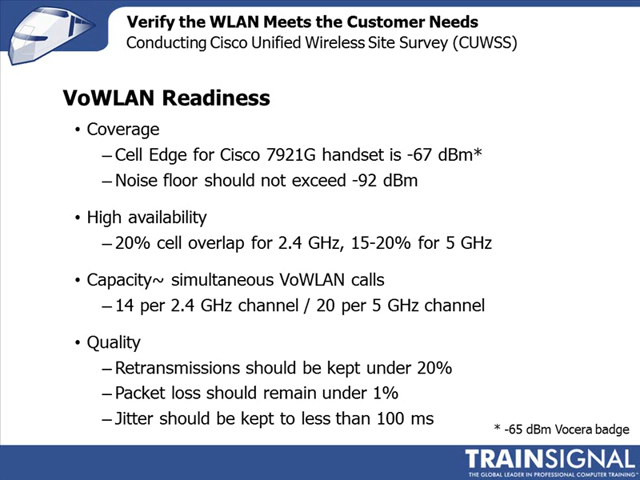 Verify the WLAN Meets the Customer Needs
Conducting Cisco Unified Wireless Site Survey (CUWSS)
VoWLAN Readiness
• Coverage
– Cell Edge for Cisco 7921G handset is -67 dBm*
– Noise floor should not exceed -92 dBm
• High availability
– 20% cell overlap for 2.4 GHz, 15-20% for 5 GHz
• Capacity~ simultaneous VoWLAN calls
– 14 per 2.4 GHz channel / 20 per 5 GHz channel
• Quality
– Retransmissions should be kept under 20%
– Packet loss should remain under 1%
– Jitter should be kept to less than 100 ms
* -65 dBm Vocera badge
TRAINSIGNAL
THE GLOBAL LEADER IN PROFESSIONAL COMPUTER TRAINING™